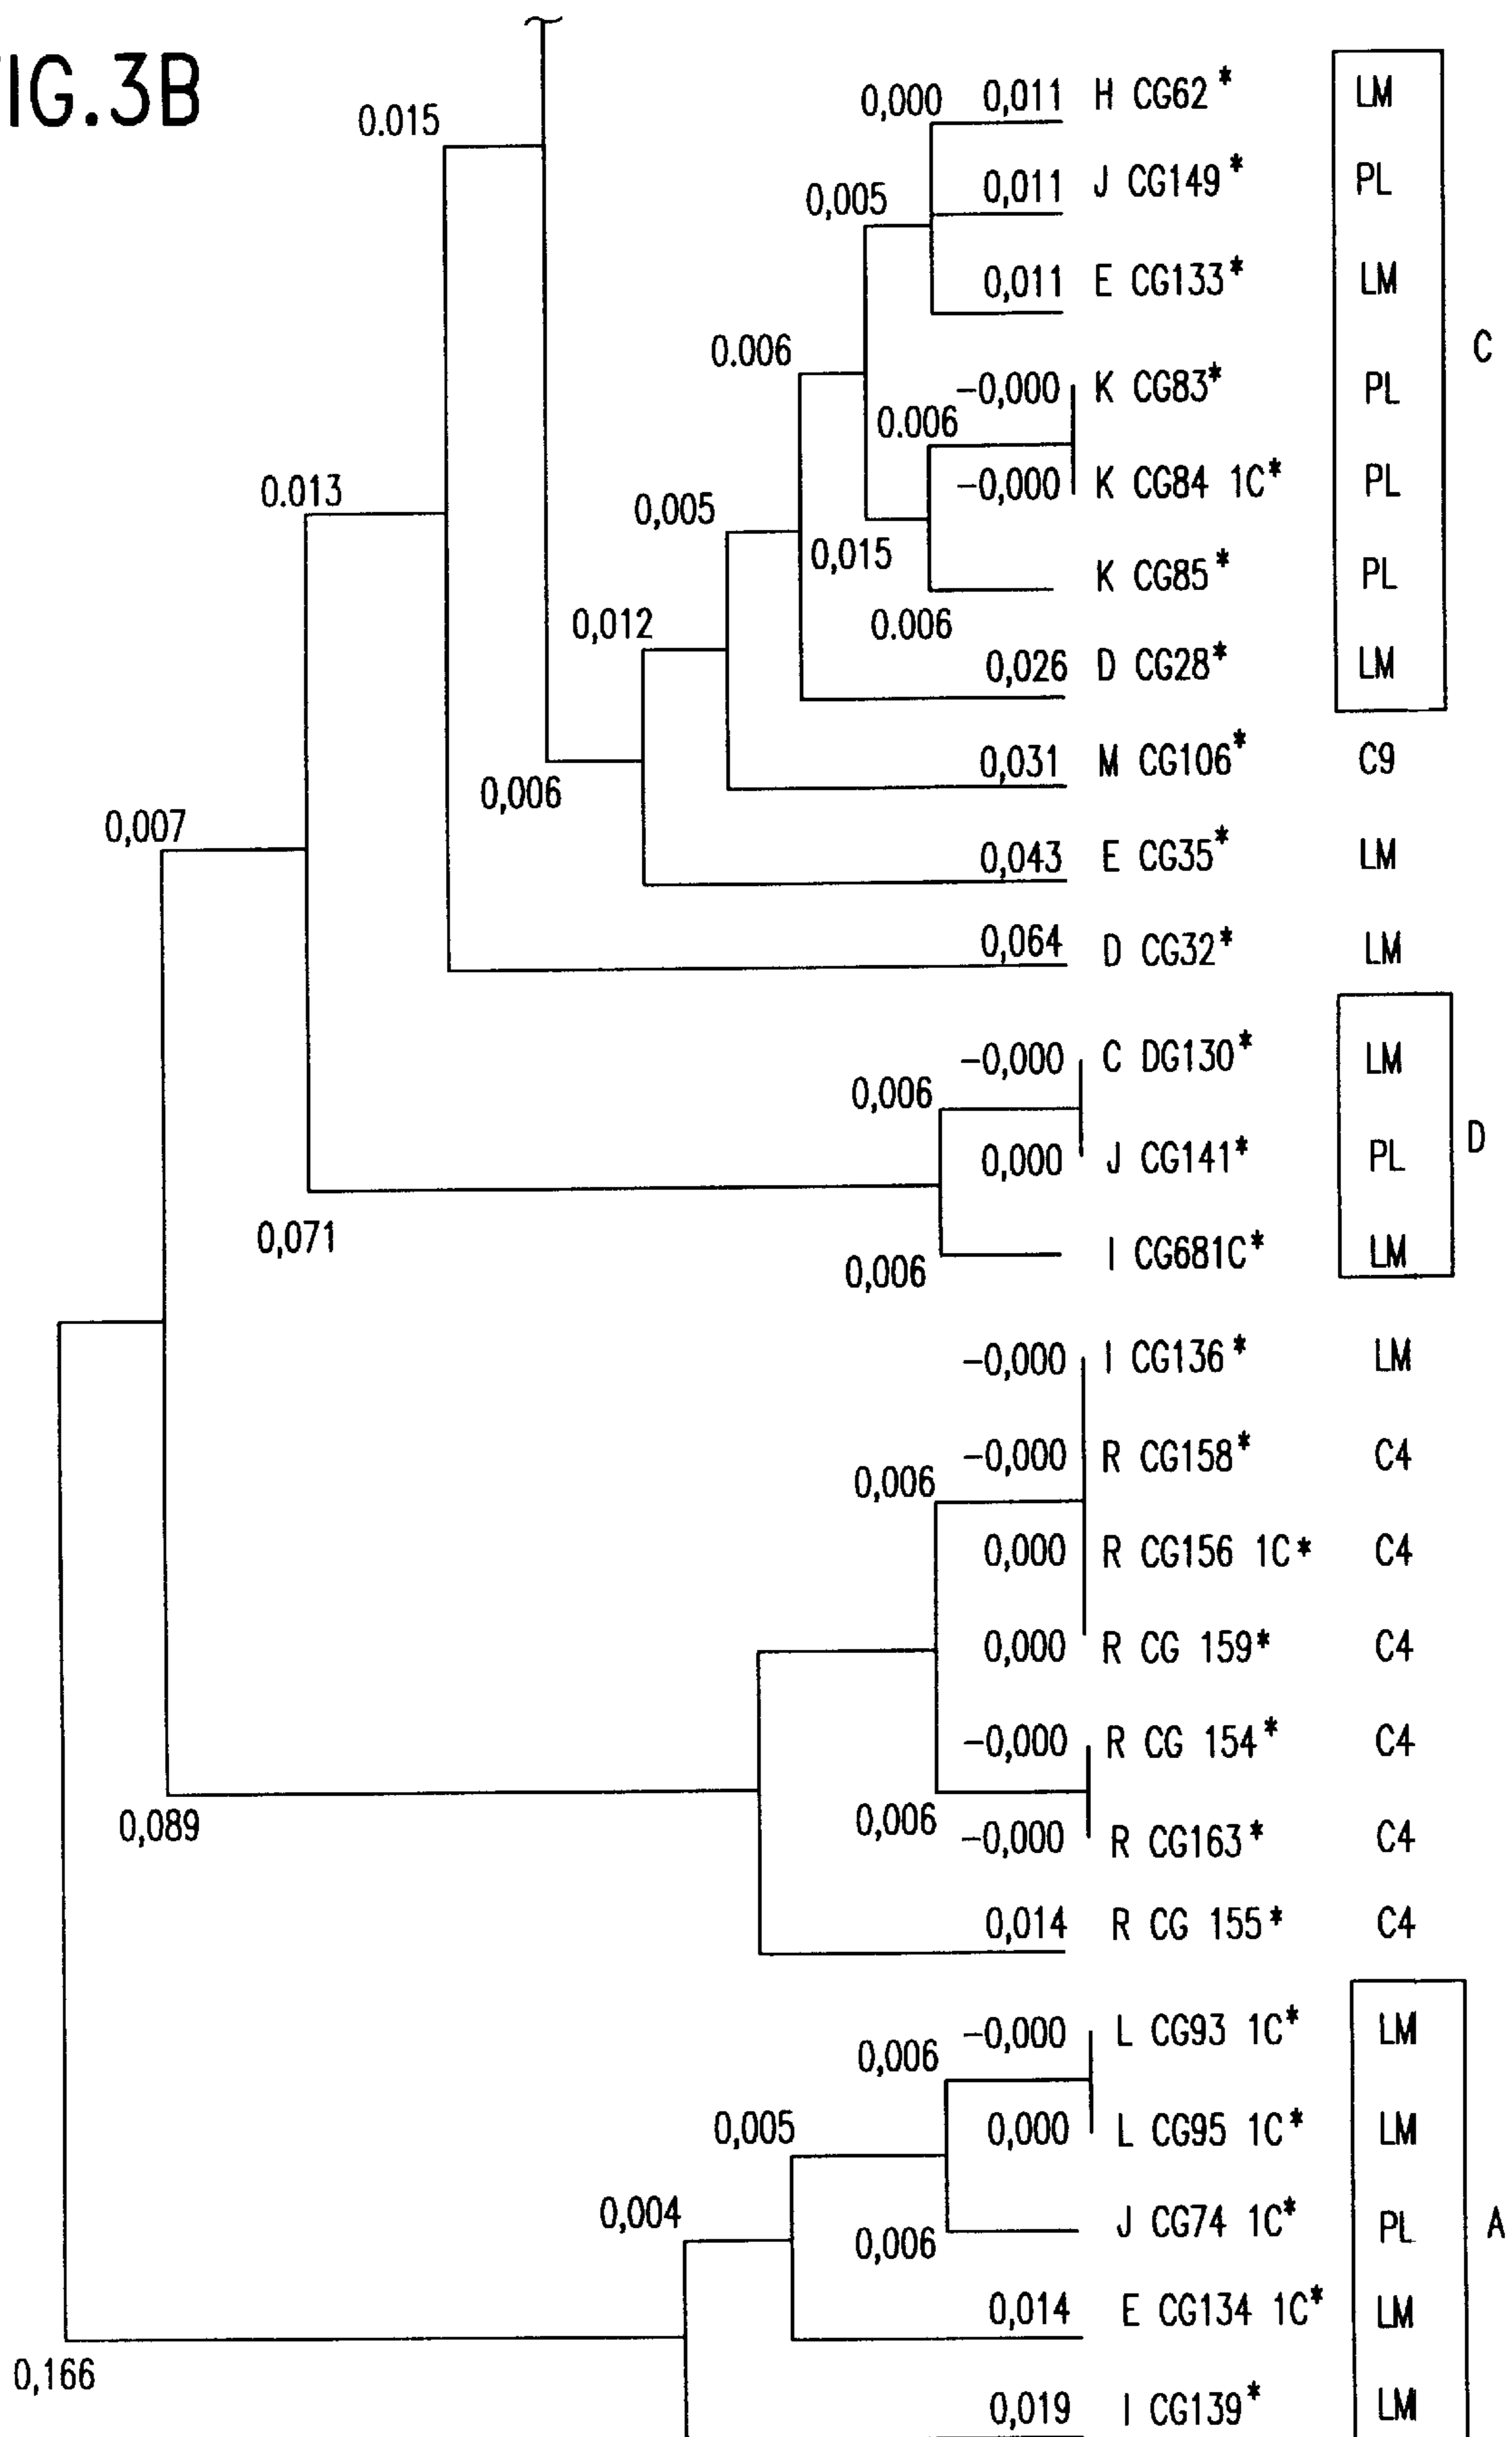 FIG.3B
0.015
0,000 0,011 H CG62* LM
0,005 0,011 J CG149* PL
0,011 E CG133* LM
C
0.006
-0,000 K CG83* PL
0.006
0.013
-0,000 K CG84 1C* PL
0,005
0,015
K CG85* PL
0,012 0.006
0,026 D CG28* LM
0,031 M CG106* C9
0,006
0,007
0,043 E CG35* LM
0,064 D CG32* LM
-0,000 C DG130* LM
0,006
D
0,000 J CG141* PL
0,071
0,006
I CG681C* LM
-0,000 I CG136* LM
-0,000 R CG158* C4
0,006
0,000 R CG156 1C* C4
0,000 R CG 159* C4
-0,000 R CG 154* C4
0,089
0,006 -0,000 R CG163* C4
0,014 R CG 155* C4
-0,000 L CG93 1C* LM
0,006
0,005 0,000 L CG95 1C* LM
0,004
J CG74 1C* PL A
0,006
0,014 E CG134 1C* LM
0,166
0,019 I CG139* LM